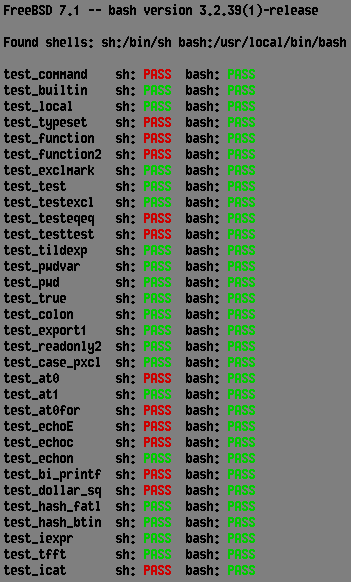 FreeBSD 7.1 -- bash version 3.2.39(1)-release
Found shells: sh:/bin/sh bash:/usr/local/bin/bash
test_command sh: PASS bash: PASS
test_builtin sh: PASS bash: PASS
test_local sh: PASS bash: PASS
test_typeset sh: PASS bash: PASS
test_function sh: PASS bash: PASS
test_function2 sh: PASS bash: PASS
test_exclmark sh: PASS bash: PASS
test_test sh: PASS bash: PASS
test_testexcl sh: PASS bash: PASS
test_testeqeq sh: PASS bash: PASS
test_testtest sh: PASS bash: PASS
test_tildexp sh: PASS bash: PASS
test_pwdvar sh: PASS bash: PASS
test_pwd sh: PASS bash: PASS
test_true sh: PASS bash: PASS
test_colon sh: PASS bash: PASS
test_export1 sh: PASS bash: PASS
test_readonly2 sh: PASS bash: PASS
test_case_pxcl sh: PASS bash: PASS
test_at0 sh: PASS bash: PASS
test_at1 sh: PASS bash: PASS
test_at0for sh: PASS bash: PASS
test_echoE sh: PASS bash: PASS
test_echoc sh: PASS bash: PASS
test_echon sh: PASS bash: PASS
test_bi_printf sh: PASS bash: PASS
test_dollar_sq sh: PASS bash: PASS
test_hash_fatl sh: PASS bash: PASS
test_hash_btin sh: PASS bash: PASS
test_iexpr sh: PASS bash: PASS
test_tfft sh: PASS bash: PASS
test_icat sh: PASS bash: PASS